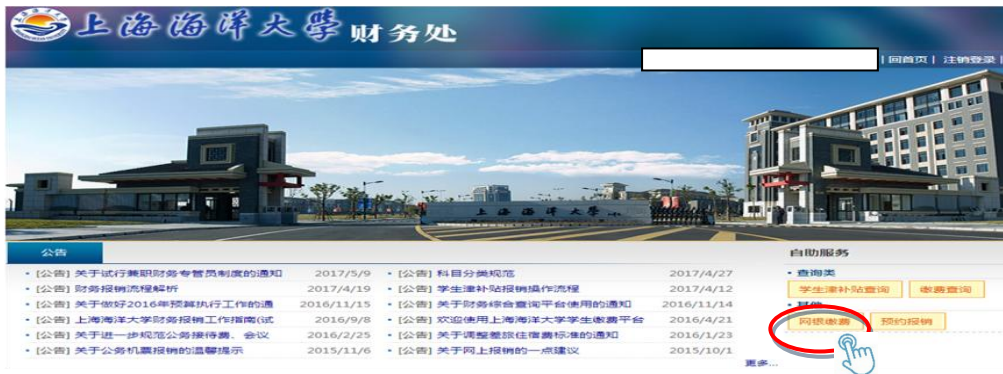 上海海洋大學 财务处
| 回首页 | 注销登录 |
上海海洋大學
公告
• [公告] 关于试行兼职财务专管员制度的通知 2017/5/9
• [公告] 财务报销流程解析 2017/4/19
• [公告] 关于做好2016年预算执行工作的通 2016/11/15
• [公告] 上海海洋大学财务报销工作指南(试 2016/9/8
• [公告] 关于进一步规范公务接待费、会议 2016/2/25
• [公告] 关于公务机票报销的温馨提示 2015/11/6
• [公告] 科目分类规范 2017/4/27
• [公告] 学生津补贴报销操作流程 2017/4/12
• [公告] 关于财务综合查询平台使用的通知 2016/11/14
• [公告] 欢迎使用上海海洋大学学生缴费平台 2016/4/21
• [公告] 关于调整差旅住宿费标准的通知 2016/1/23
• [公告] 关于网上报销的一点建议 2015/10/1
更多...
自助服务
• 查询类
学生津补贴查询 缴费查询
• 其他
网银缴费 预约报销